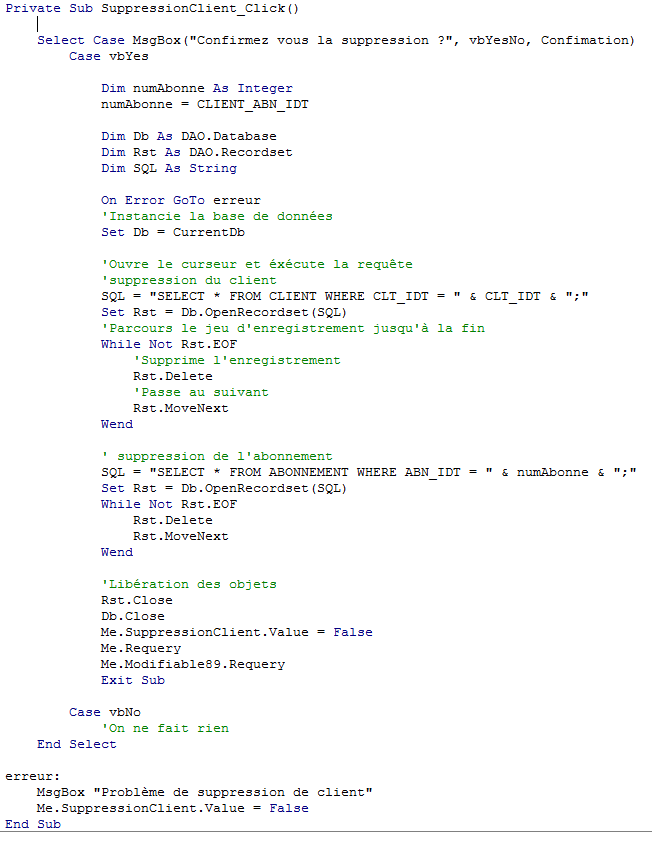 Private Sub SuppressionClient_Click()
Select Case MsgBox("Confirmez vous la suppression ?", vbYesNo, Confimation)
Case vbYes
Dim numAbonne As Integer
numAbonne = CLIENT_ABN_IDT
Dim Db As DAO.Database
Dim Rst As DAO.Recordset
Dim SQL As String
On Error GoTo erreur
'Instancie la base de données
Set Db = CurrentDb
'Ouvre le curseur et éxécute la requête
'suppression du client
SQL = "SELECT * FROM CLIENT WHERE CLT_IDT = " & CLT_IDT & ";"
Set Rst = Db.OpenRecordset(SQL)
'Parcours le jeu d'enregistrement jusqu'à la fin
While Not Rst.EOF
'Supprime l'enregistrement
Rst.Delete
'Passe au suivant
Rst.MoveNext
Wend
' suppression de l'abonnement
SQL = "SELECT * FROM ABONNEMENT WHERE ABN_IDT = " & numAbonne & ";"
Set Rst = Db.OpenRecordset(SQL)
While Not Rst.EOF
Rst.Delete
Rst.MoveNext
Wend
'Libération des objets
Rst.Close
Db.Close
Me.SuppressionClient.Value = False
Me.Requery
Me.Modifiable89.Requery
Exit Sub
Case vbNo
'On ne fait rien
End Select
erreur:
MsgBox "Problème de suppression de client"
Me.SuppressionClient.Value = False
End Sub